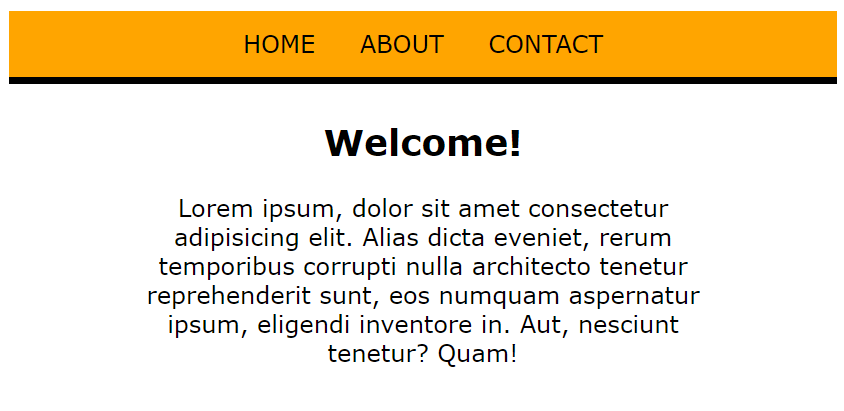 HOME ABOUT CONTACT
Welcome!
Lorem ipsum, dolor sit amet consectetur
adipisicing elit. Alias dicta eveniet, rerum
temporibus corrupti nulla architecto tenetur
reprehenderit sunt, eos numquam aspernatur
ipsum, eligendi inventore in. Aut, nesciunt
tenetur? Quam!